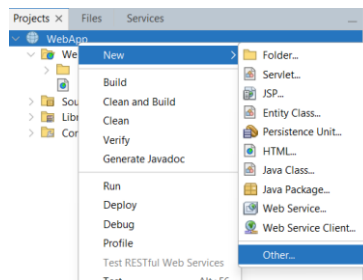 Projects × Files Services
WebApp
We
New
Folder...
Servlet...
JSP...
Build
Clean and Build
Entity Class...
Sou
Clean
Persistence Unit...
Libr
Verify
HTML...
Cor
Generate Javadoc
Java Class...
Java Package...
Run
Web Service...
Deploy
Web Service Client...
Debug
Profile
Other...
Test RESTful Web Services